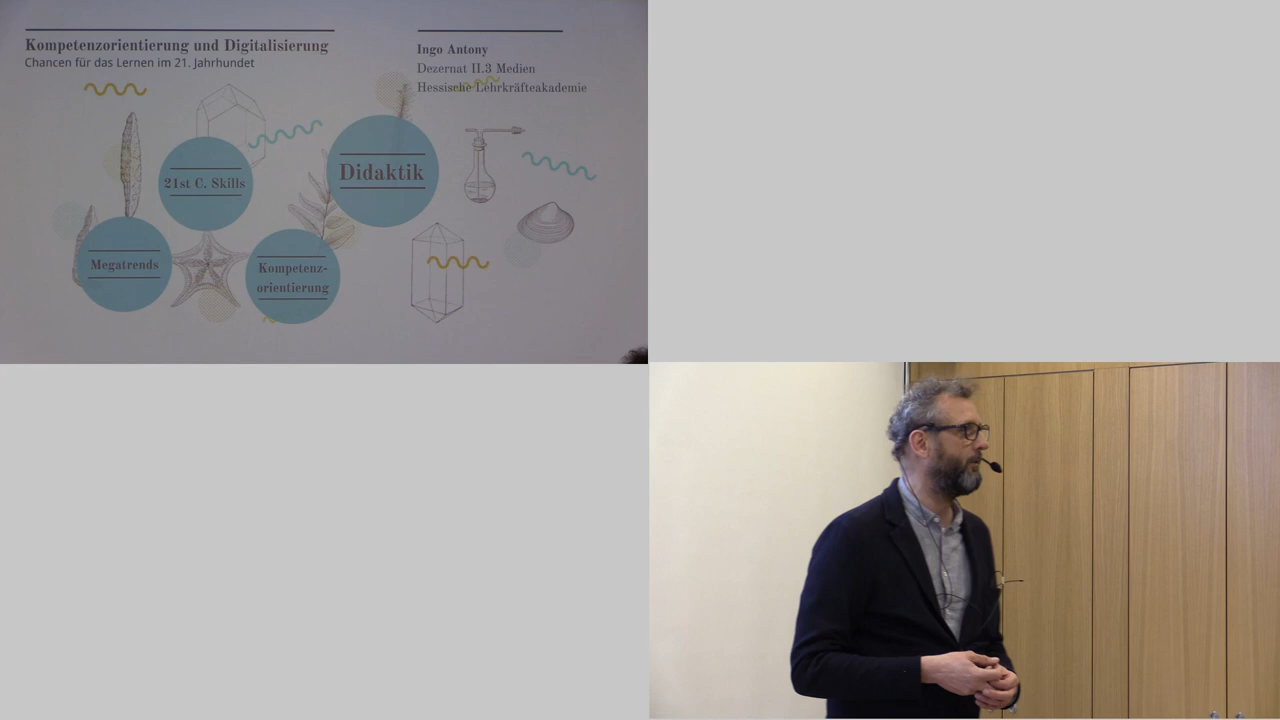 Kompetenzorientierung und Digitalisierung
Chancen für das Lernen im 21. Jahrhundert
Ingo Antony
Dezernat II.3 Medien
Hessische Lehrkräfteakademie
Didaktik
21st C. Skills
Megatrends
Kompetenz-
orientierung